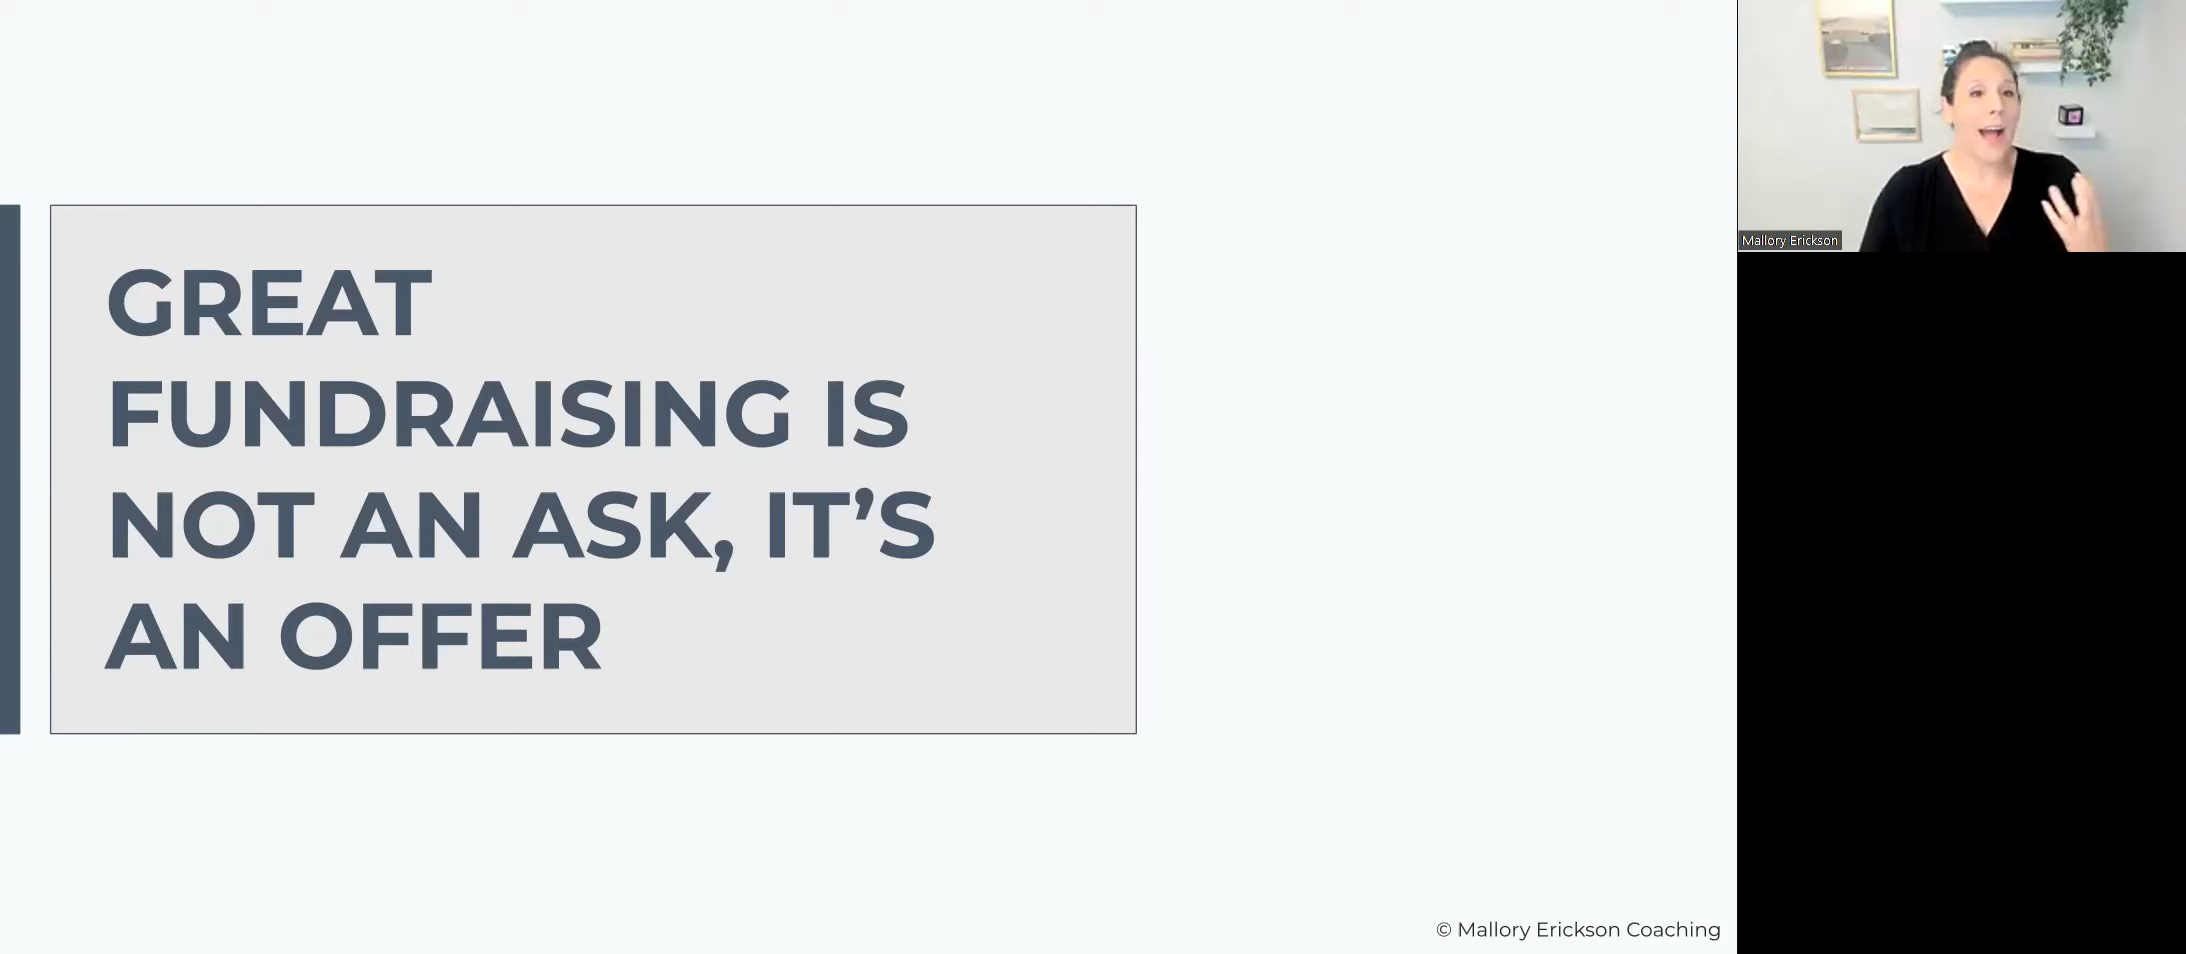 GREAT
FUNDRAISING IS
NOT AN ASK, IT’S
AN OFFER
© Mallory Erickson Coaching
Mallory Erickson